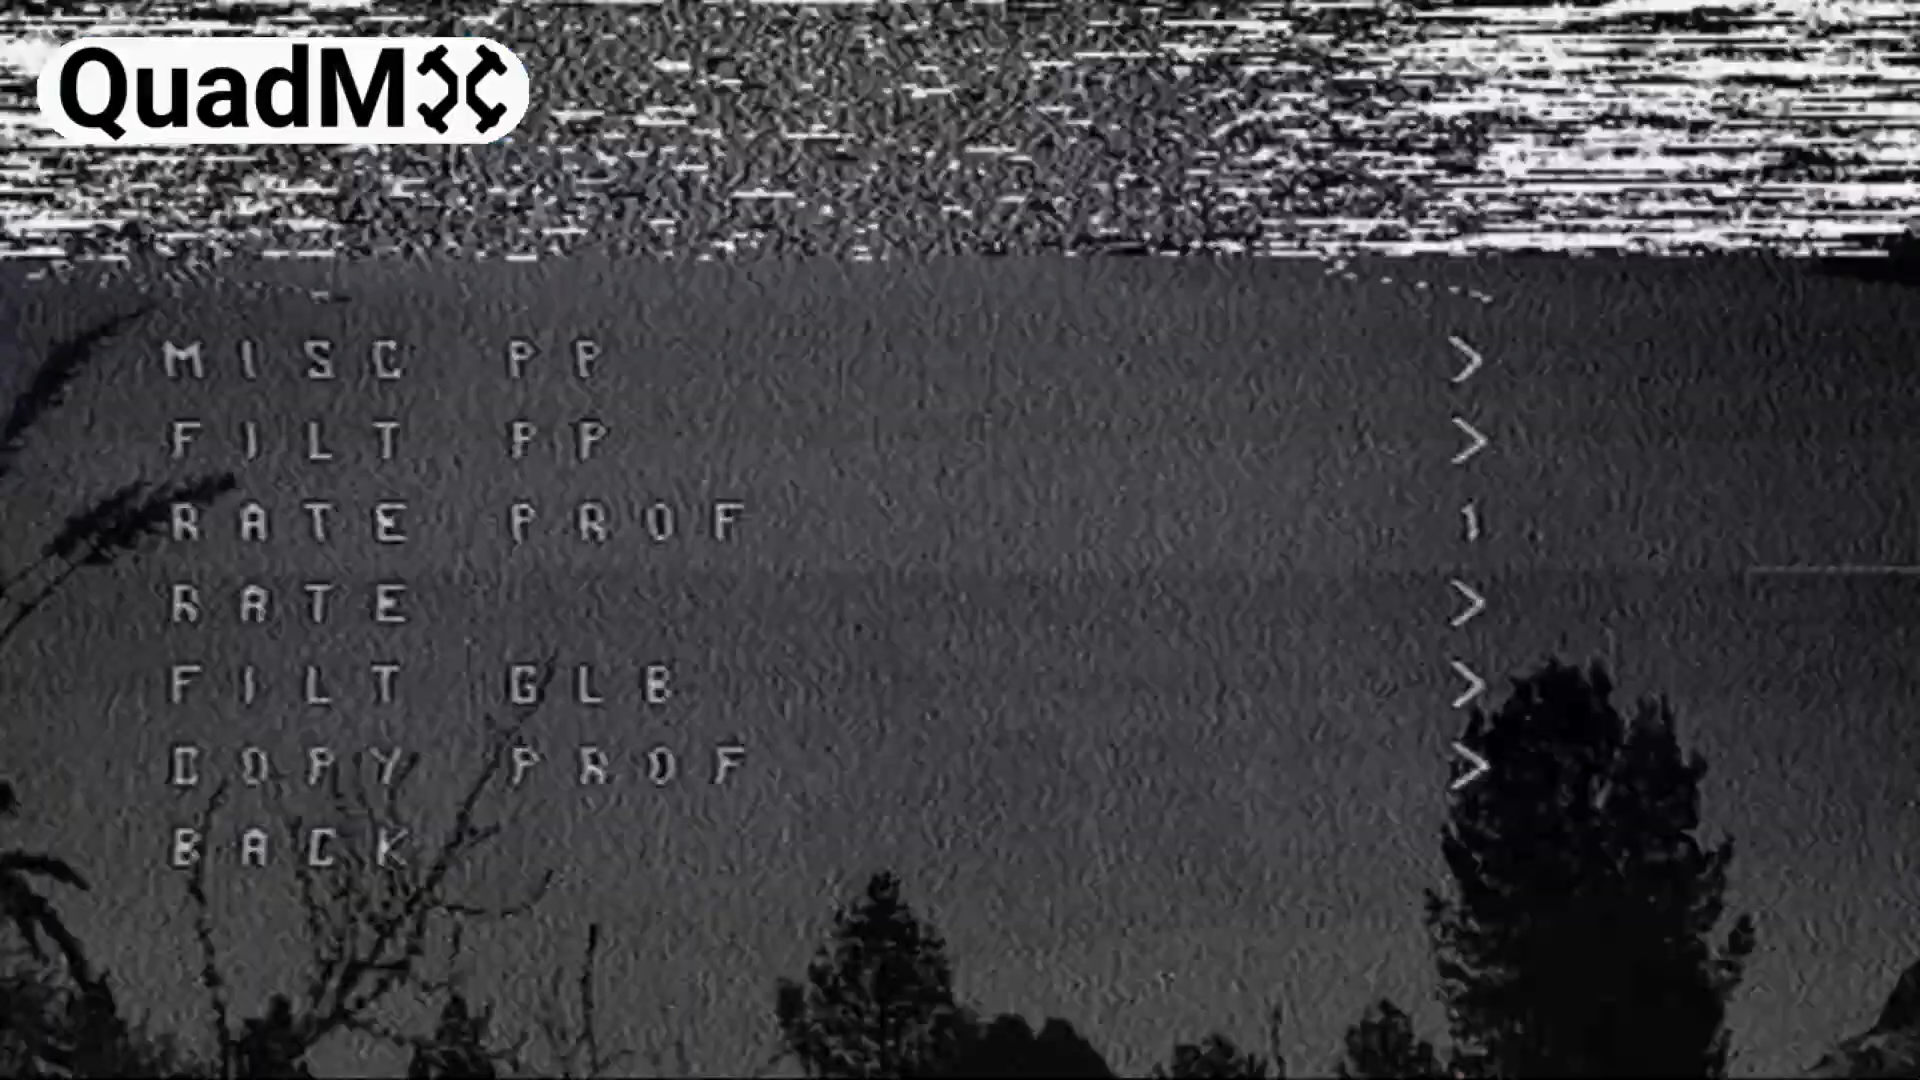 QuadM
MISC PP >
FILT PP >
RATE PROF 1
RATE >
FILT GLB >
COPY PROF >
BACK